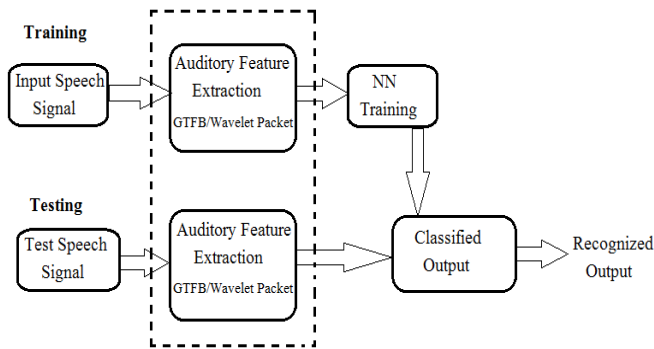 Training
Input Speech
Signal
Auditory Feature
Extraction
GTFB/Wavelet Packet
NN
Training
Testing
Test Speech
Signal
Auditory Feature
Extraction
GTFB/Wavelet Packet
Classified
Output
Recognized
Output